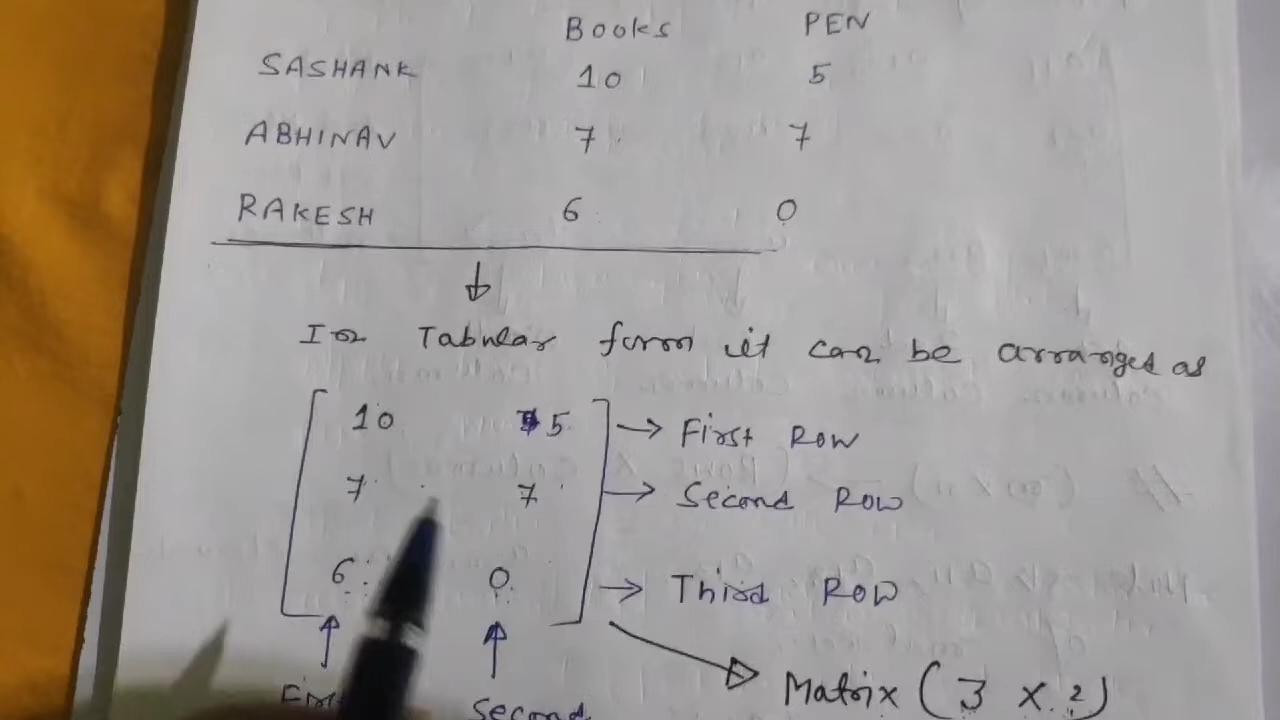 Books PEN
SASHANK 10 5
ABHINAV 7 7
RAKESH 6 0
In Tabular form it can be arranged as
10 5 → First Row
7 7 → Second Row
6 0 → Third Row
Second
Matrix (3 x 2)